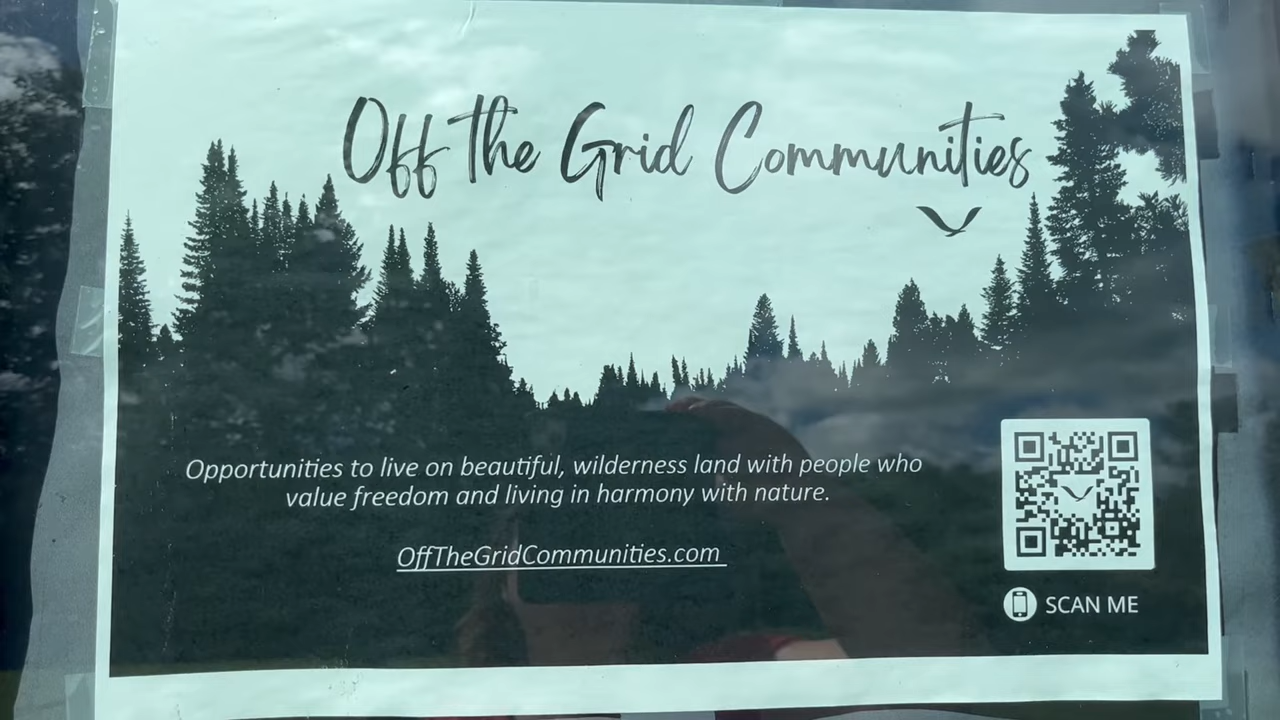 Off the Grid Communities
Opportunities to live on beautiful, wilderness land with people who
value freedom and living in harmony with nature.
OffTheGridCommunities.com
SCAN ME